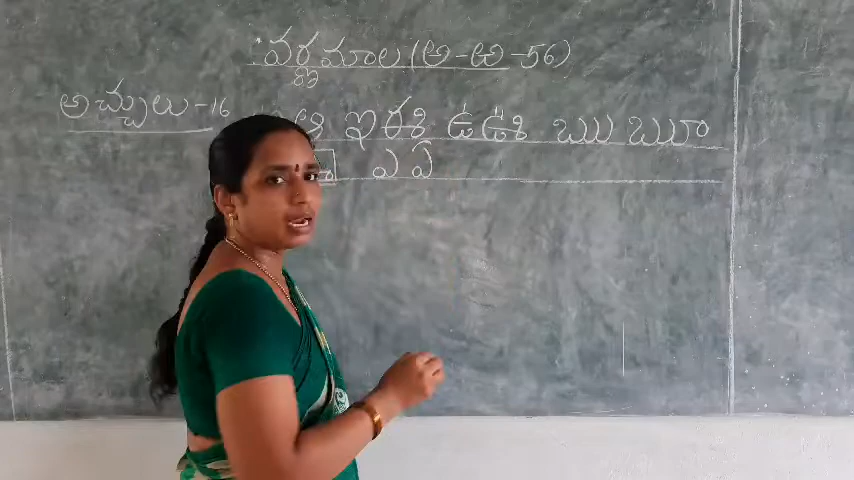 వర్ణమాల (అ-ఱ-56)
అచ్చులు-16 ఆ ఇ ఈ ఉ ఊ ఋ ౠ
ఎ ఏ